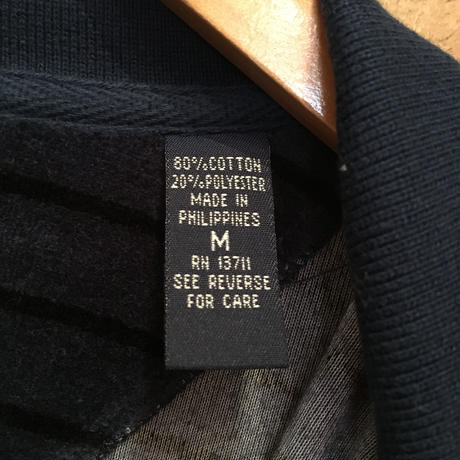 80%COTTON
20%POLYESTER
MADE IN
PHILIPPINES
M
RN 13711
SEE REVERSE
FOR CARE